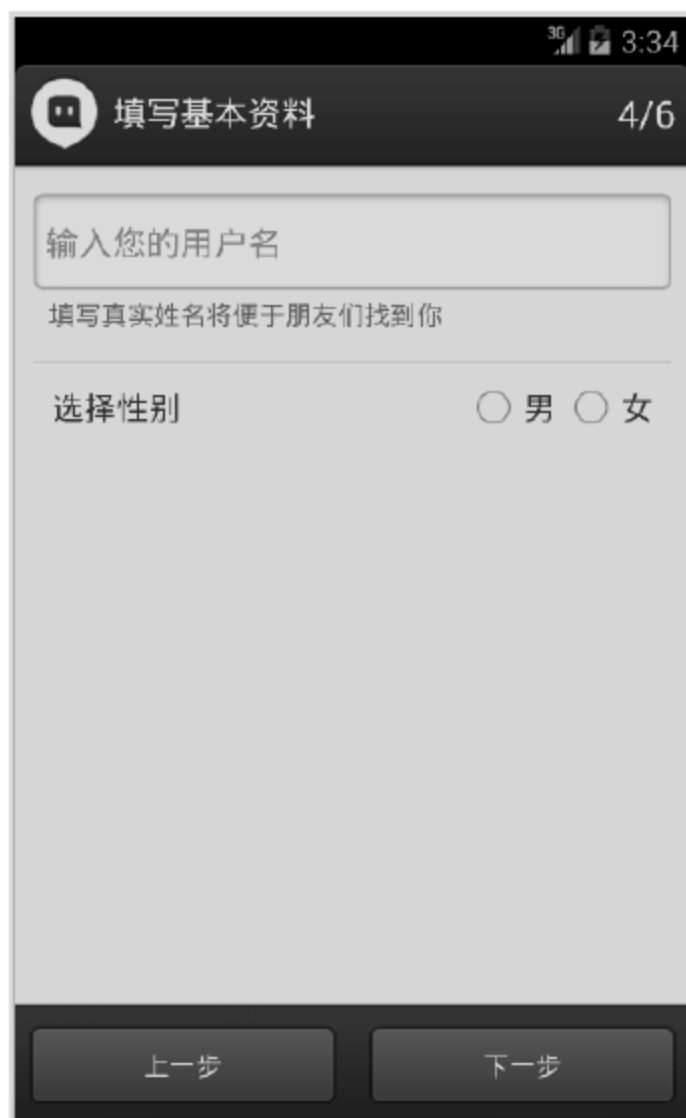 3G 3:34
填写基本资料 4/6
输入您的用户名
填写真实姓名将便于朋友们找到你
选择性别 男 女
上一步 下一步